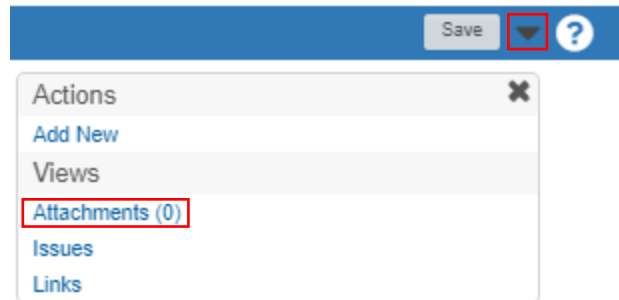 Save ?
Actions
Add New
Views
Attachments (0)
Issues
Links